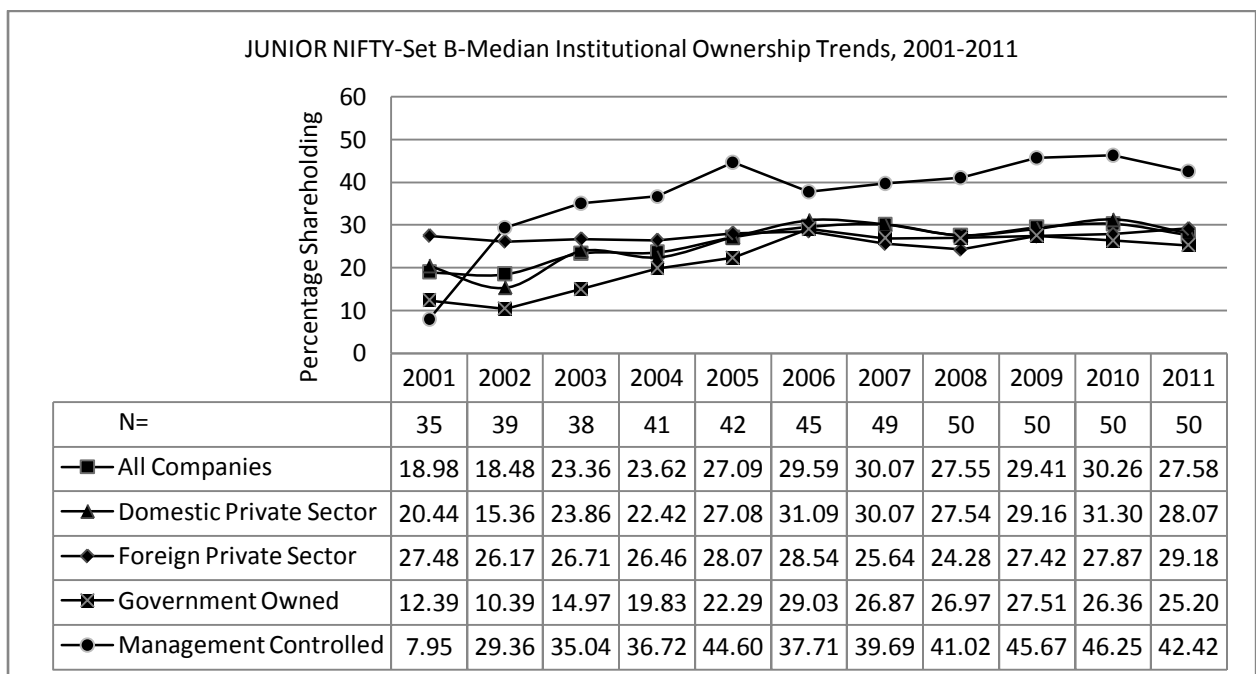 JUNIOR NIFTY-Set B-Median Institutional Ownership Trends, 2001-2011
Percentage Shareholding
60
50
40
30
20
10
0
2001 2002 2003 2004 2005 2006 2007 2008 2009 2010 2011
N= 35 39 38 41 42 45 49 50 50 50 50
All Companies 18.98 18.48 23.36 23.62 27.09 29.59 30.07 27.55 29.41 30.26 27.58
Domestic Private Sector 20.44 15.36 23.86 22.42 27.08 31.09 30.07 27.54 29.16 31.30 28.07
Foreign Private Sector 27.48 26.17 26.71 26.46 28.07 28.54 25.64 24.28 27.42 27.87 29.18
Government Owned 12.39 10.39 14.97 19.83 22.29 29.03 26.87 26.97 27.51 26.36 25.20
Management Controlled 7.95 29.36 35.04 36.72 44.60 37.71 39.69 41.02 45.67 46.25 42.42